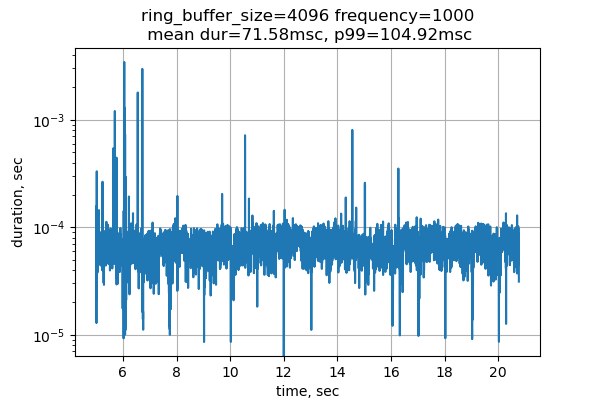 ring_buffer_size=4096 frequency=1000
mean dur=71.58msc, p99=104.92msc
duration, sec
10⁻³
10⁻⁴
10⁻⁵
6 8 10 12 14 16 18 20
time, sec